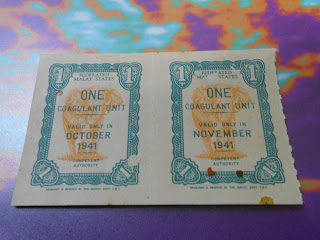 1 FEDERATED 1
MALAY STATES
ONE
COAGULANT UNIT
VALID ONLY IN
OCTOBER
1941
COMPETENT
AUTHORITY
1 FEDERATED 1
MALAY STATES
ONE
COAGULANT UNIT
VALID ONLY IN
NOVEMBER
1941
COMPETENT
AUTHORITY